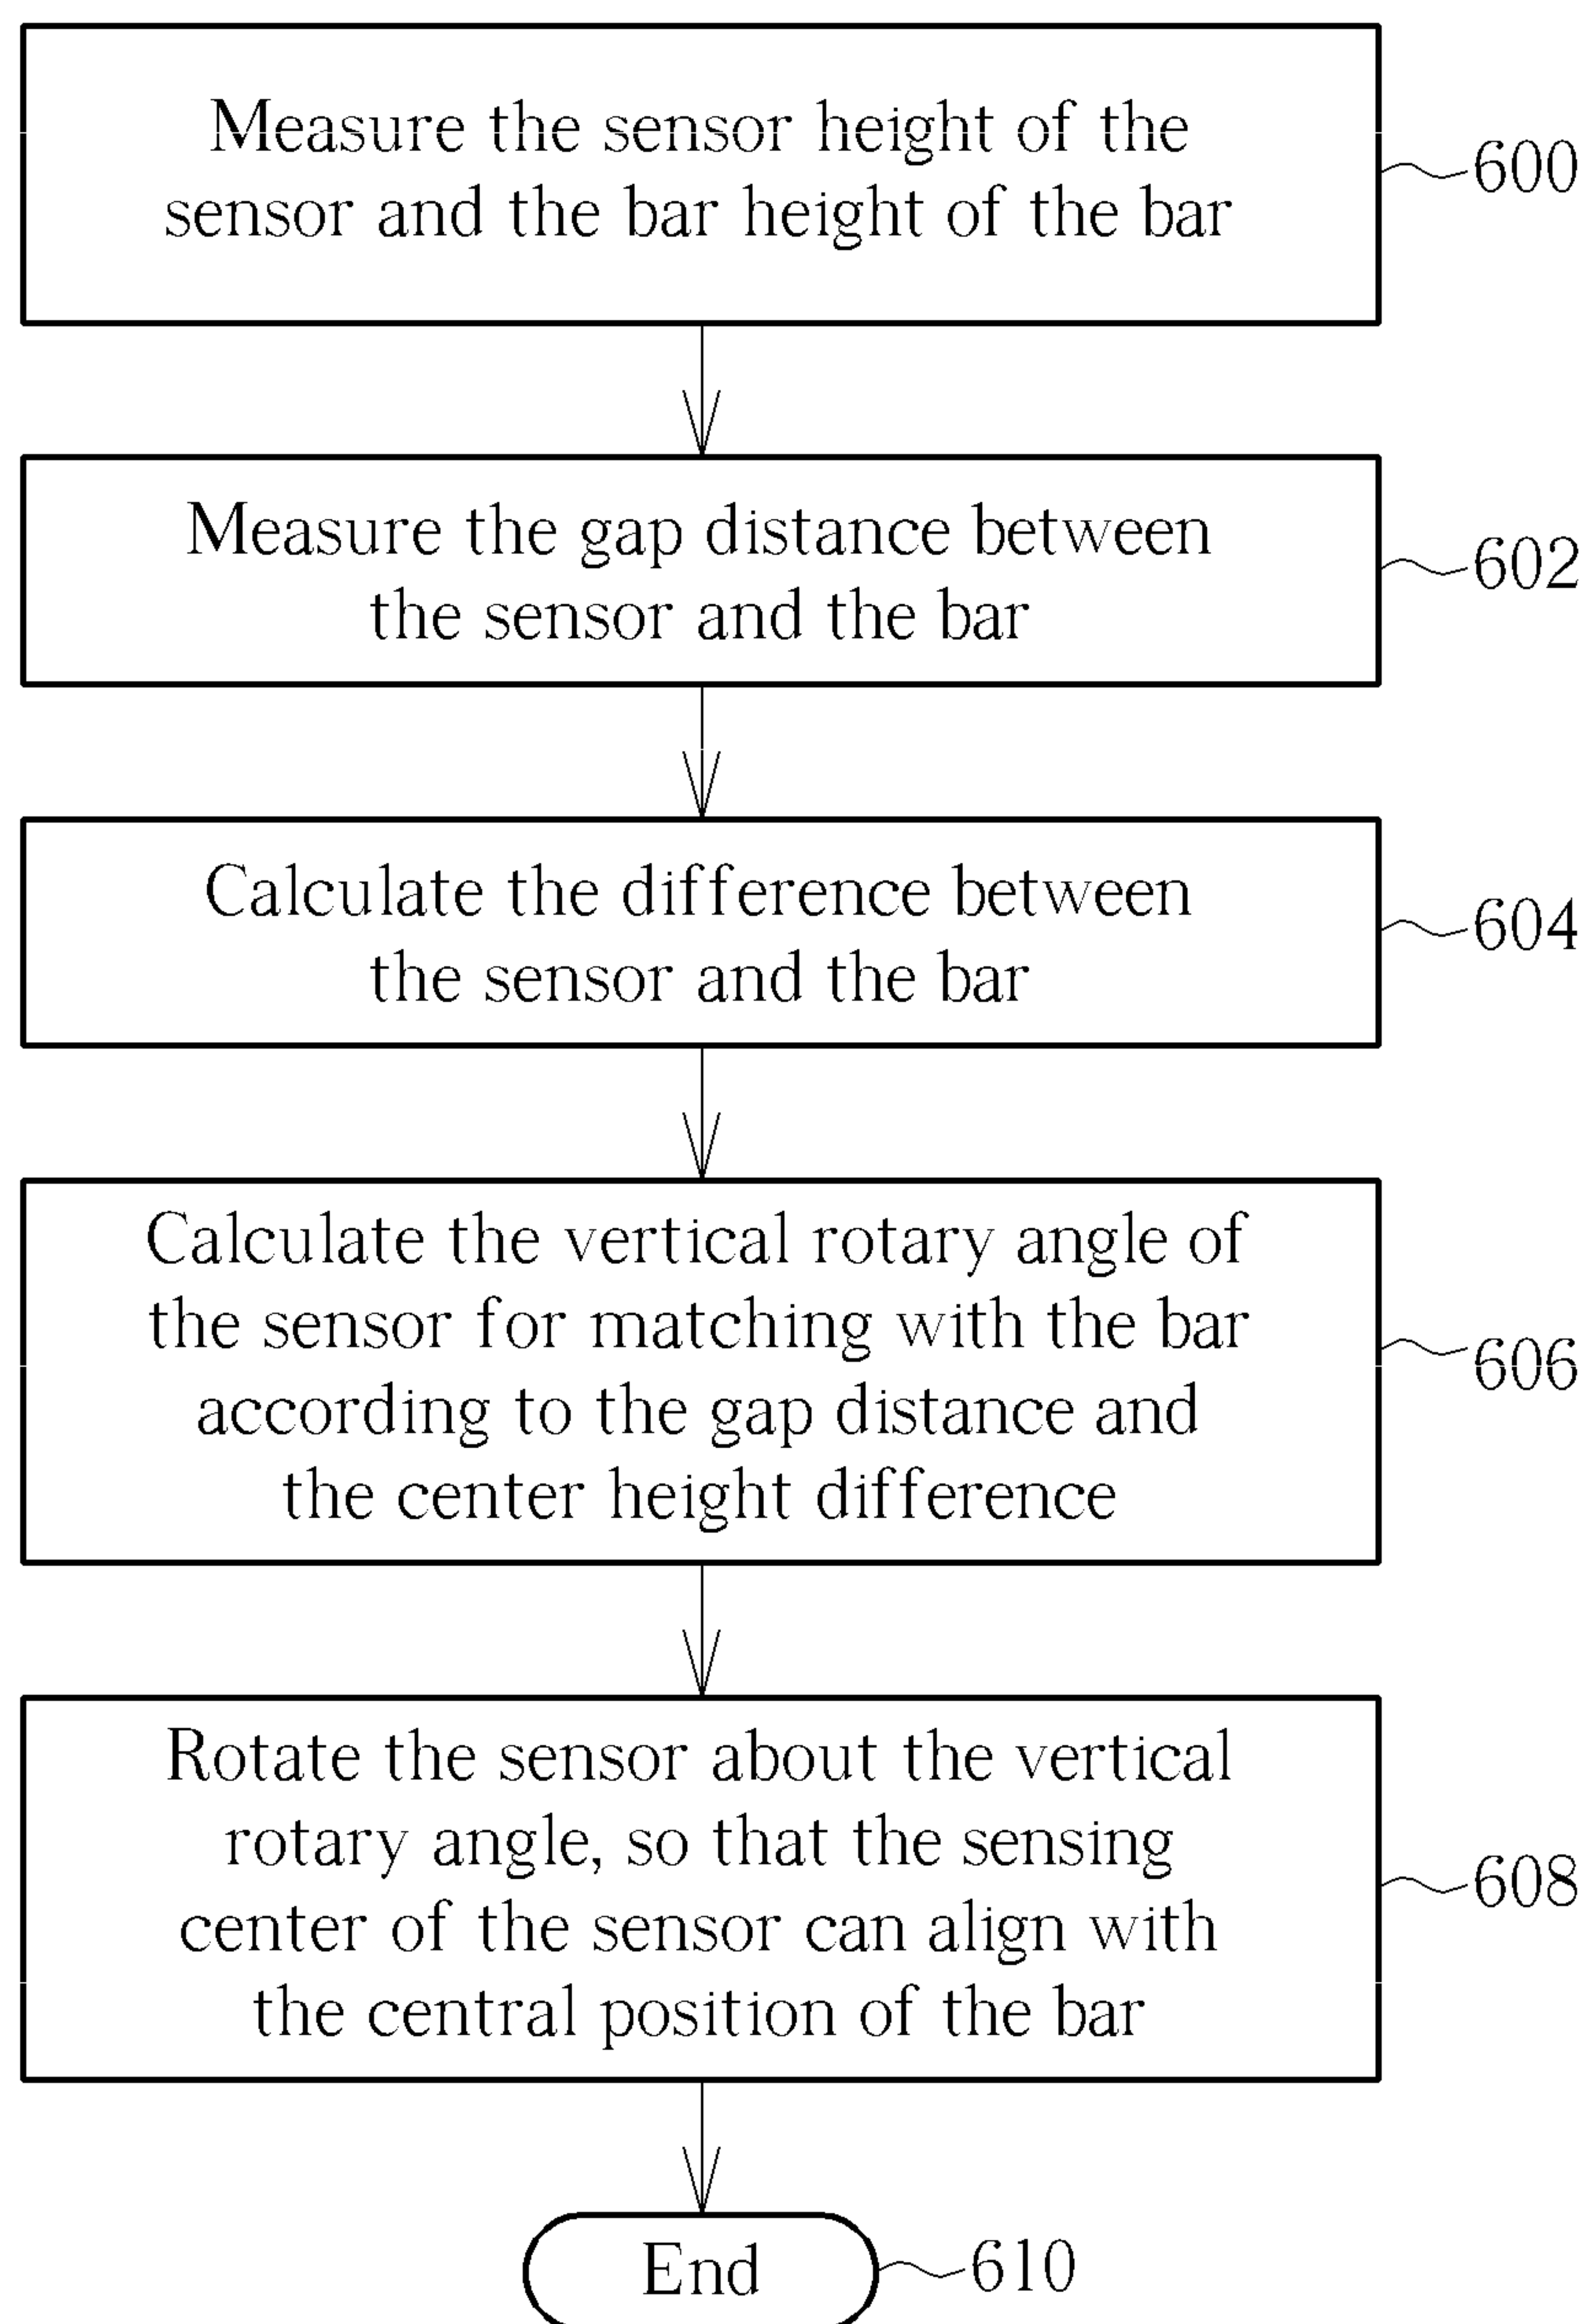 Measure the sensor height of the
sensor and the bar height of the bar
600
Measure the gap distance between
the sensor and the bar
602
Calculate the difference between
the sensor and the bar
604
Calculate the vertical rotary angle of
the sensor for matching with the bar
according to the gap distance and
the center height difference
606
Rotate the sensor about the vertical
rotary angle, so that the sensing
center of the sensor can align with
the central position of the bar
608
End
610